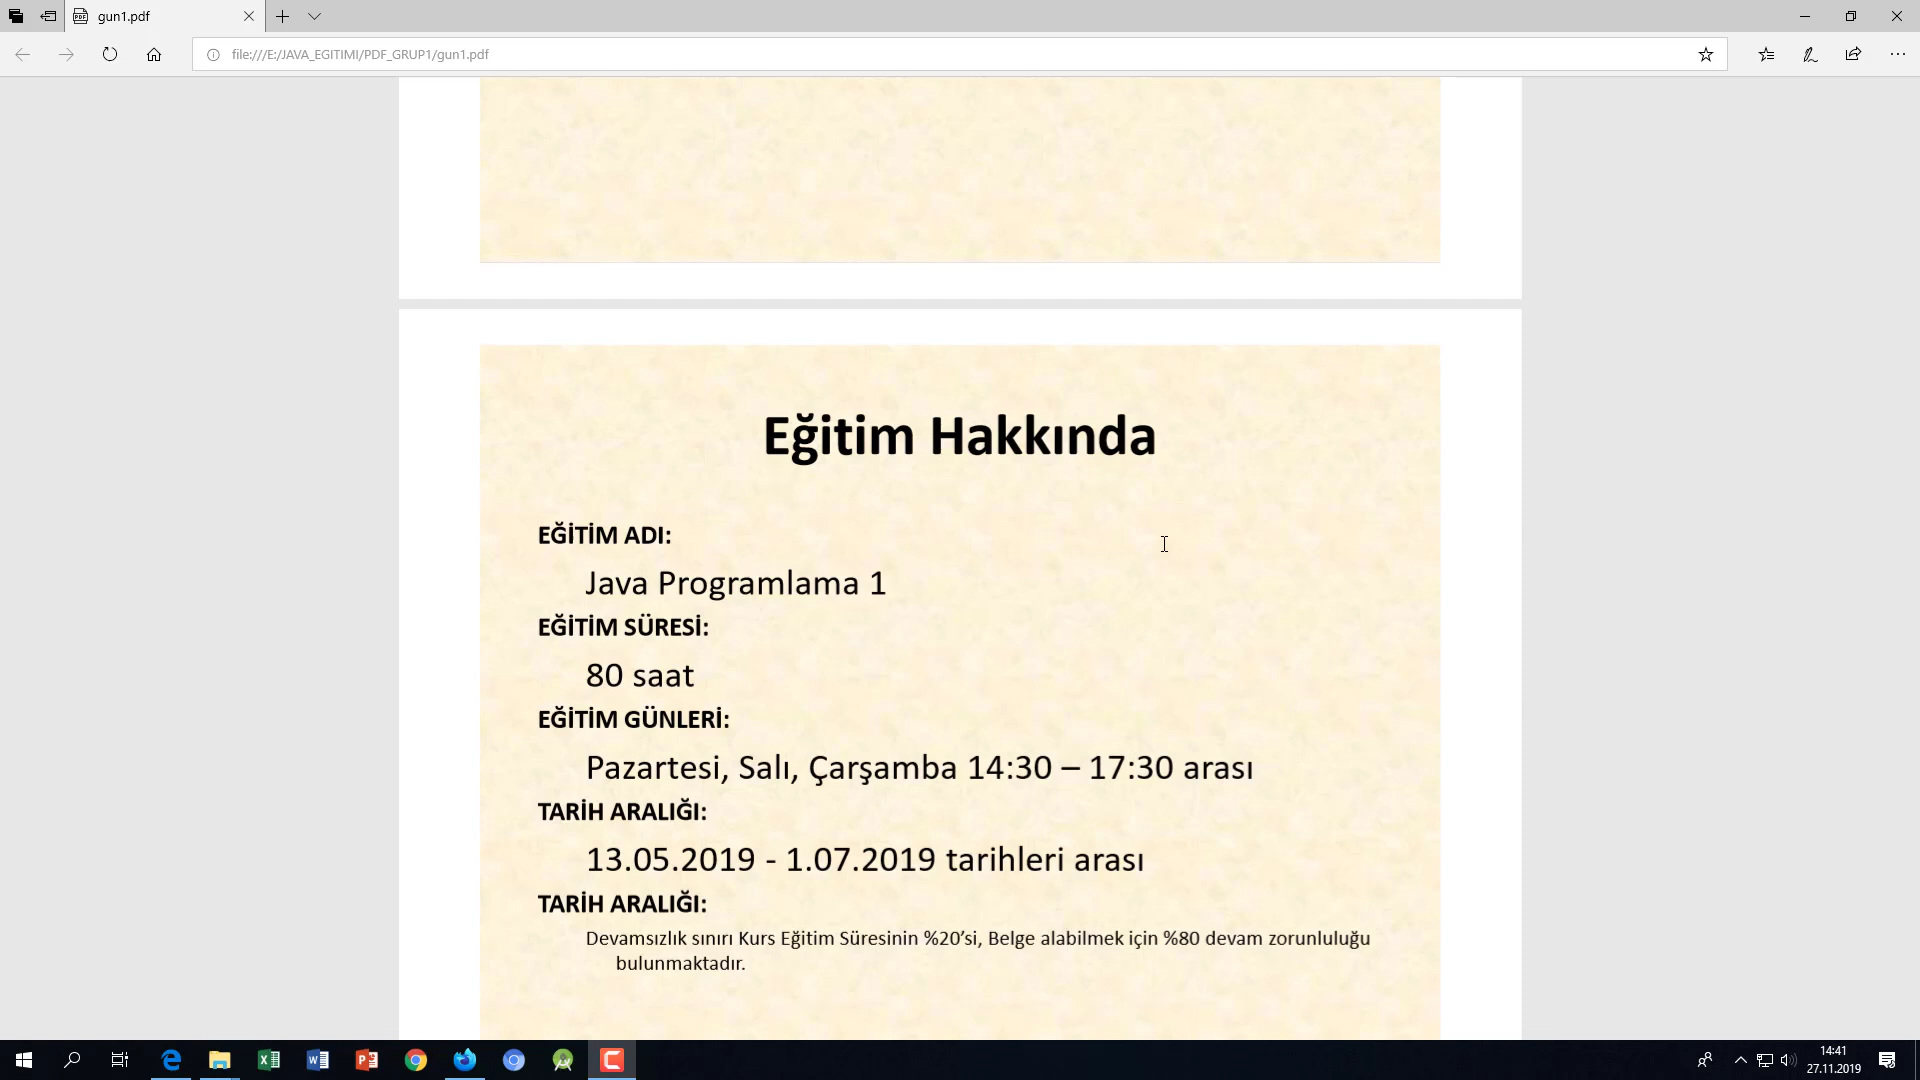 gun1.pdf
file:///E:/JAVA_EGITIMI/PDF_GRUP1/gun1.pdf
Eğitim Hakkında
EĞİTİM ADI:
Java Programlama 1
EĞİTİM SÜRESİ:
80 saat
EĞİTİM GÜNLERİ:
Pazartesi, Salı, Çarşamba 14:30 – 17:30 arası
TARİH ARALIĞI:
13.05.2019 - 1.07.2019 tarihleri arası
TARİH ARALIĞI:
Devamsızlık sınırı Kurs Eğitim Süresinin %20’si, Belge alabilmek için %80 devam zorunluluğu
bulunmaktadır.
14:41
27.11.2019